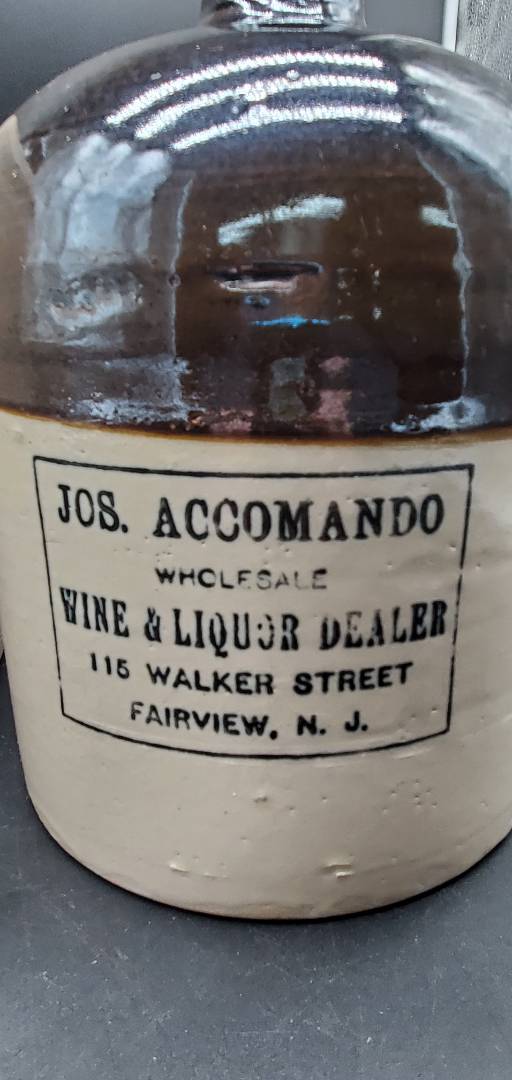 JOS. ACCOMANDO
WHOLESALE
WINE & LIQUOR DEALER
115 WALKER STREET
FAIRVIEW, N. J.